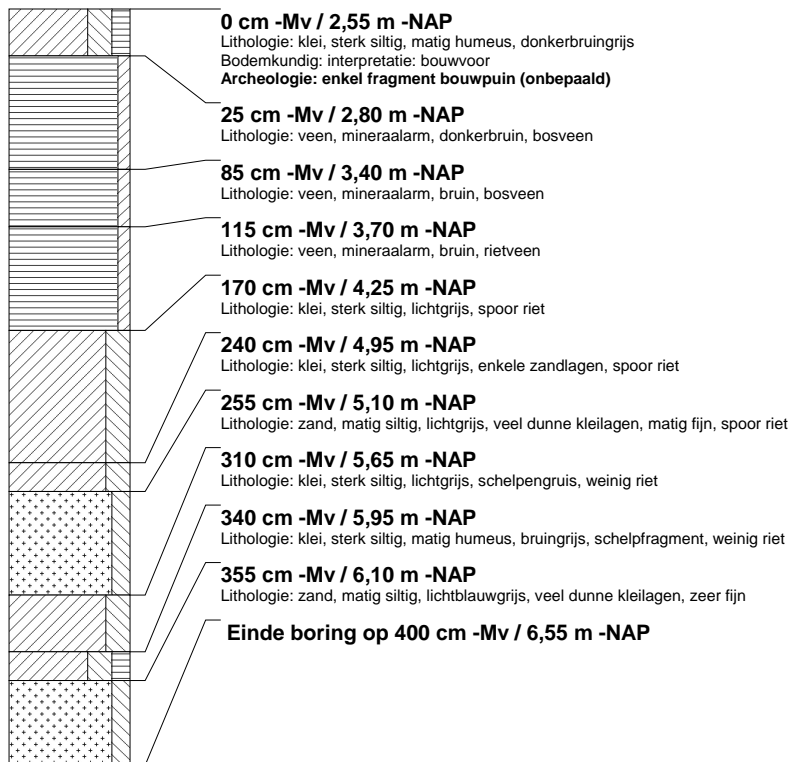 0 cm -Mv / 2,55 m -NAP
Lithologie: klei, sterk siltig, matig humeus, donkerbruingrijs
Bodemkundig: interpretatie: bouwvoor
Archeologie: enkel fragment bouwpuin (onbepaald)
25 cm -Mv / 2,80 m -NAP
Lithologie: veen, mineraalarm, donkerbruin, bosveen
85 cm -Mv / 3,40 m -NAP
Lithologie: veen, mineraalarm, bruin, bosveen
115 cm -Mv / 3,70 m -NAP
Lithologie: veen, mineraalarm, bruin, rietveen
170 cm -Mv / 4,25 m -NAP
Lithologie: klei, sterk siltig, lichtgrijs, spoor riet
240 cm -Mv / 4,95 m -NAP
Lithologie: klei, sterk siltig, lichtgrijs, enkele zandlagen, spoor riet
255 cm -Mv / 5,10 m -NAP
Lithologie: zand, matig siltig, lichtgrijs, veel dunne kleilagen, matig fijn, spoor riet
310 cm -Mv / 5,65 m -NAP
Lithologie: klei, sterk siltig, lichtgrijs, schelpengruis, weinig riet
340 cm -Mv / 5,95 m -NAP
Lithologie: klei, sterk siltig, matig humeus, bruingrijs, schelpfragment, weinig riet
355 cm -Mv / 6,10 m -NAP
Lithologie: zand, matig siltig, lichtblauwgrijs, veel dunne kleilagen, zeer fijn
Einde boring op 400 cm -Mv / 6,55 m -NAP